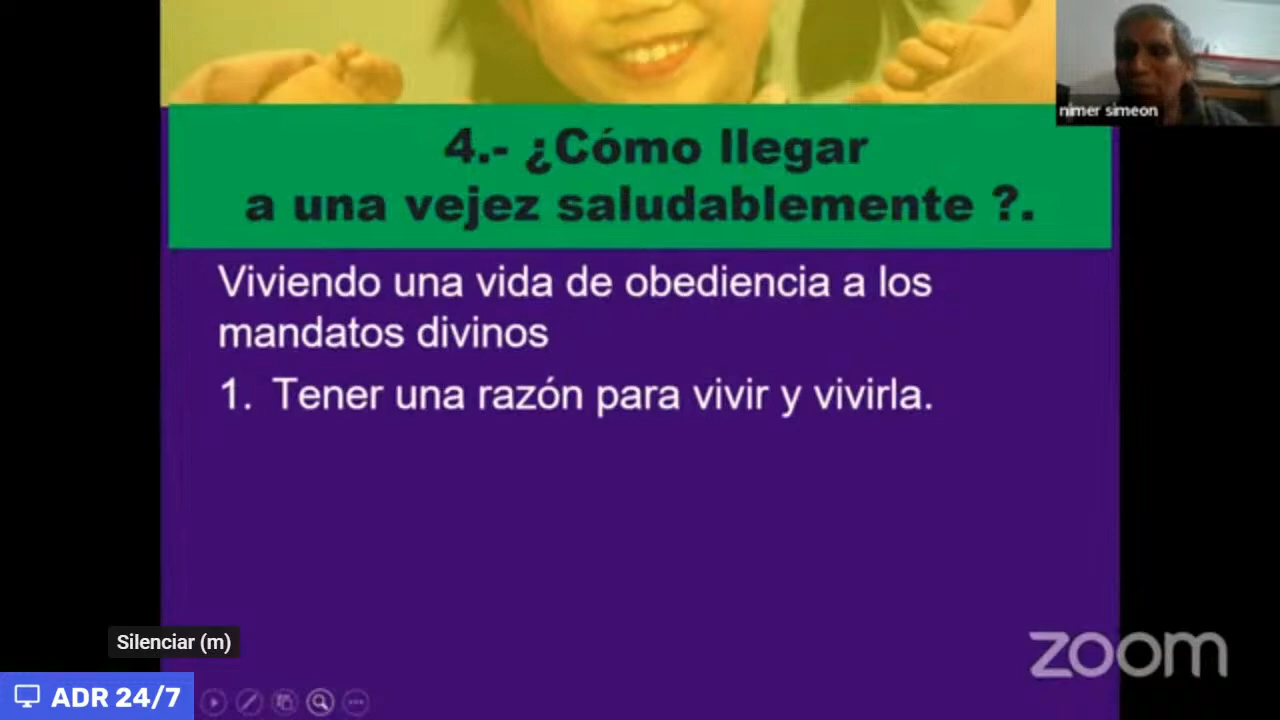 nimer simeon
4.- ¿Cómo llegar
a una vejez saludablemente ?.
Viviendo una vida de obediencia a los
mandatos divinos
1. Tener una razón para vivir y vivirla.
Silenciar (m)
zoom
ADR 24/7